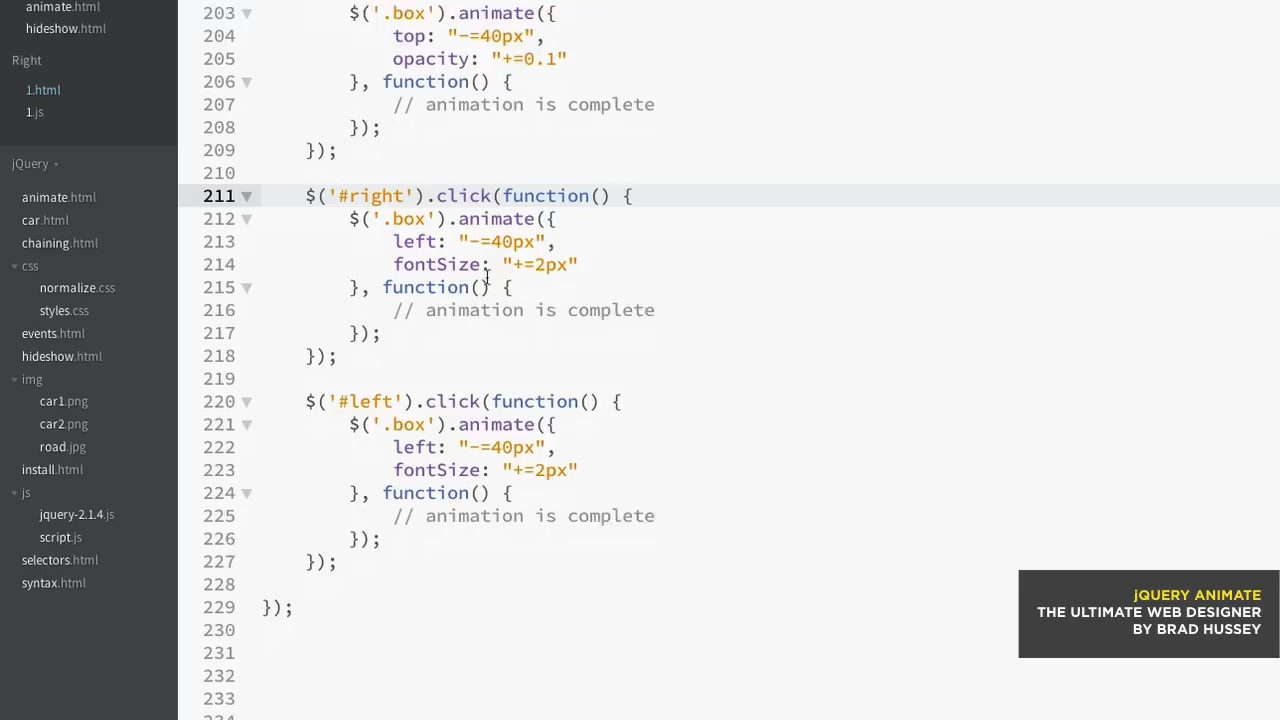 animate.html
hideshow.html
Right
1.html
1.js
jQuery
animate.html
car.html
chaining.html
css
normalize.css
styles.css
events.html
hideshow.html
img
car1.png
car2.png
road.jpg
install.html
js
jquery-2.1.4.js
script.js
selectors.html
syntax.html
203 $('.box').animate({
204 top: "-=40px",
205 opacity: "+=0.1"
206 }, function() {
207 // animation is complete
208 });
209 });
210
211 $('#right').click(function() {
212 $('.box').animate({
213 left: "-=40px",
214 fontSize: "+=2px"
215 }, function() {
216 // animation is complete
217 });
218 });
219
220 $('#left').click(function() {
221 $('.box').animate({
222 left: "-=40px",
223 fontSize: "+=2px"
224 }, function() {
225 // animation is complete
226 });
227 });
228
229 });
230
231
232
233
jQUERY ANIMATE
THE ULTIMATE WEB DESIGNER
BY BRAD HUSSEY